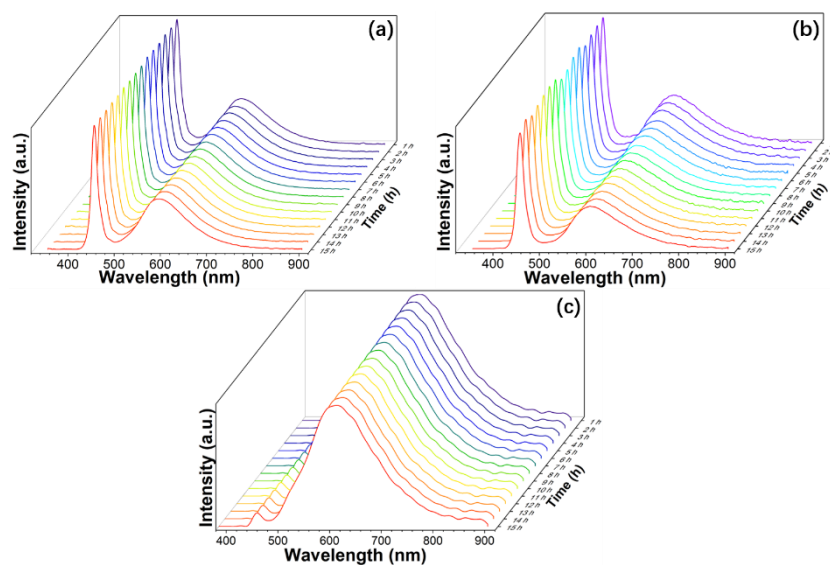 (a)
Intensity (a.u.)
400 500 600 700 800 900
Wavelength (nm)
1 h
2 h
3 h
4 h
5 h
6 h
7 h
8 h
9 h
10 h
11 h
12 h
13 h
14 h
15 h
Time (h)
(b)
Intensity (a.u.)
400 500 600 700 800 900
Wavelength (nm)
2
3 h
4 h
5 h
6 h
7 h
8 h
9 h
10 h
11 h
12 h
13 h
14 h
15 h
Time (h)
(c)
Intensity (a.u.)
400 500 600 700 800 900
Wavelength (nm)
1 h
2 h
3 h
4 h
5 h
6 h
7 h
8 h
9 h
10 h
11 h
12 h
13 h
14 h
15 h
Time (h)